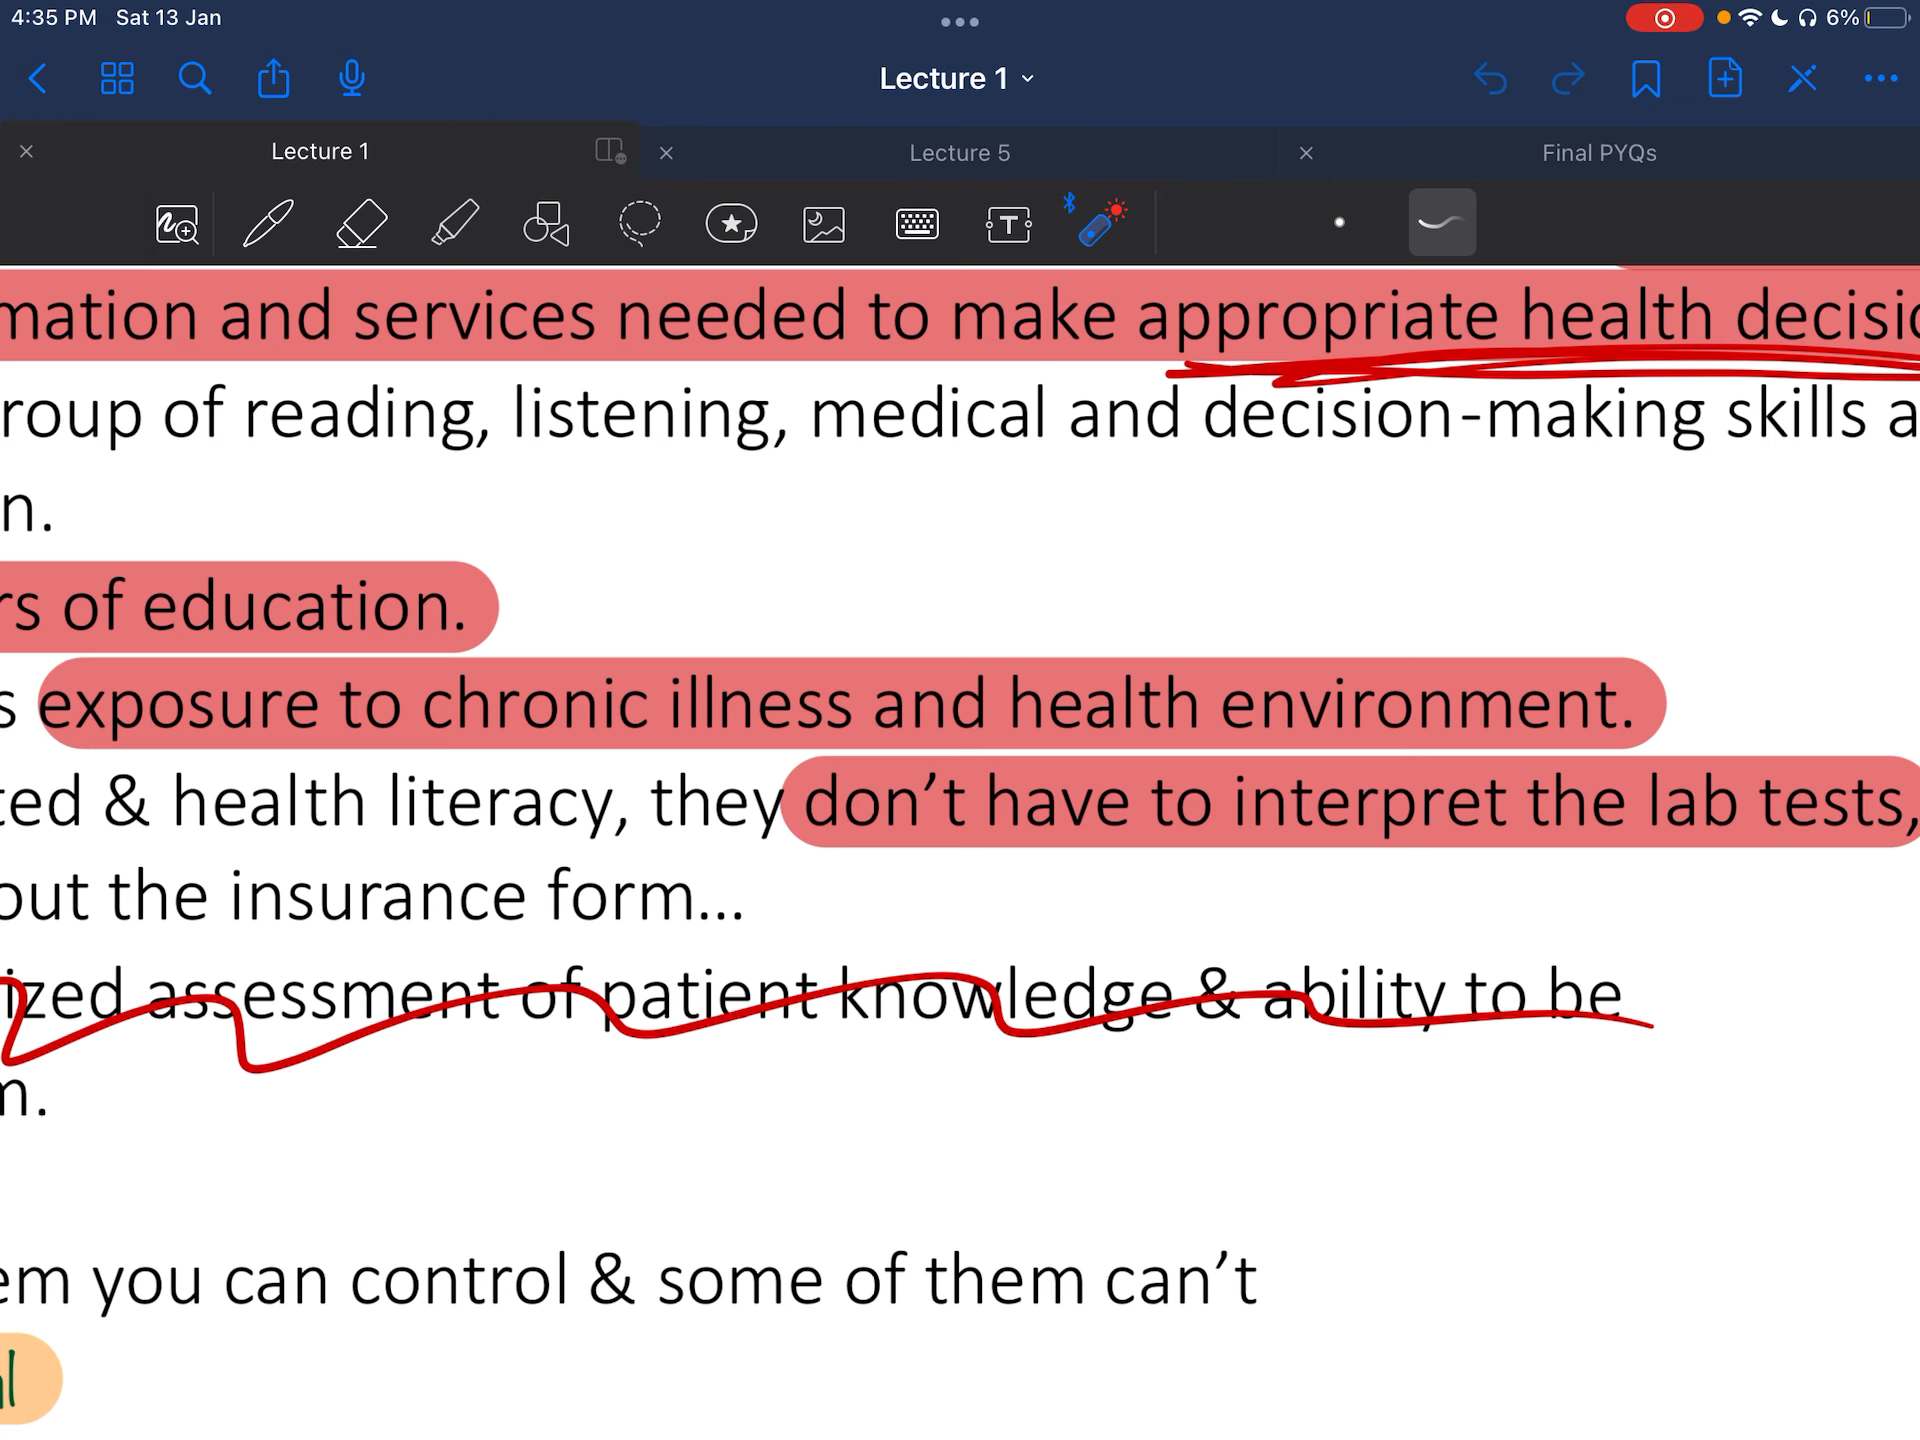 4:35 PM Sat 13 Jan
6%
Lecture 1
Lecture 1
Lecture 5
Final PYQs
mation and services needed to make appropriate health decisi
roup of reading, listening, medical and decision-making skills a
n.
rs of education.
s exposure to chronic illness and health environment.
ted & health literacy, they don't have to interpret the lab tests,
out the insurance form...
ized assessment of patient knowledge & ability to be
n.
em you can control & some of them can't